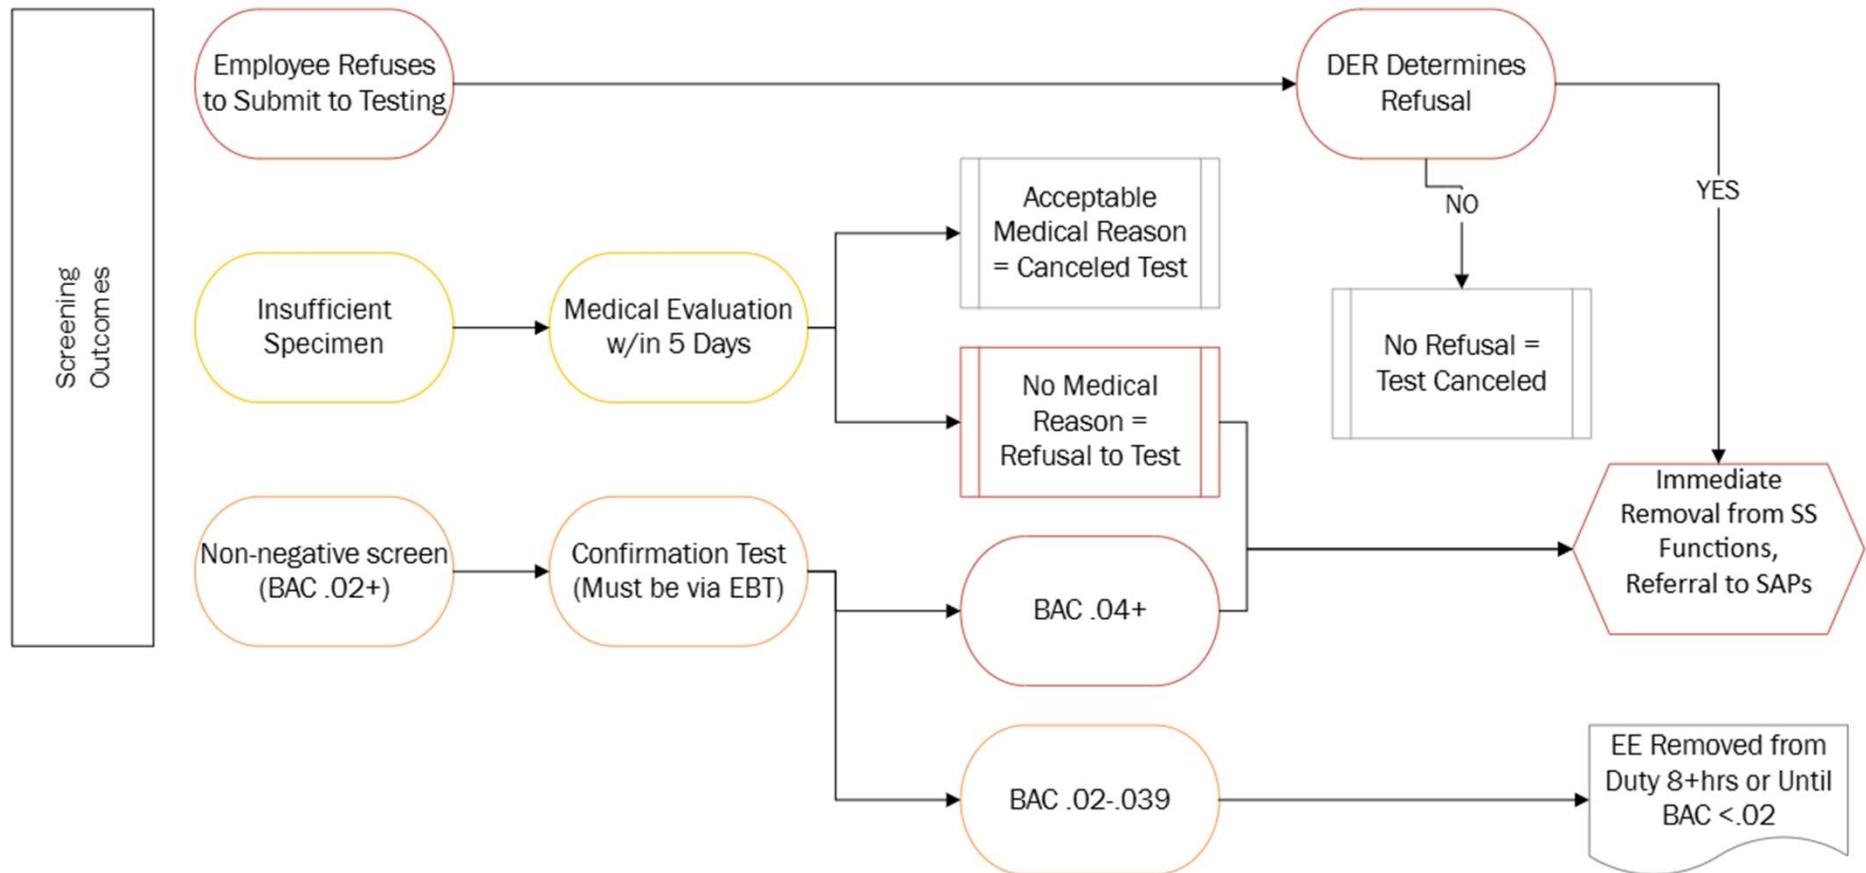 Screening
Outcomes
Employee Refuses
to Submit to Testing
DER Determines
Refusal
YES
NO
Acceptable
Medical Reason
= Canceled Test
Insufficient
Specimen
Medical Evaluation
w/in 5 Days
No Refusal =
Test Canceled
No Medical
Reason =
Refusal to Test
Immediate
Removal from SS
Functions,
Referral to SAPs
Non-negative screen
(BAC .02+)
Confirmation Test
(Must be via EBT)
BAC .04+
BAC .02-.039
EE Removed from
Duty 8+hrs or Until
BAC <.02